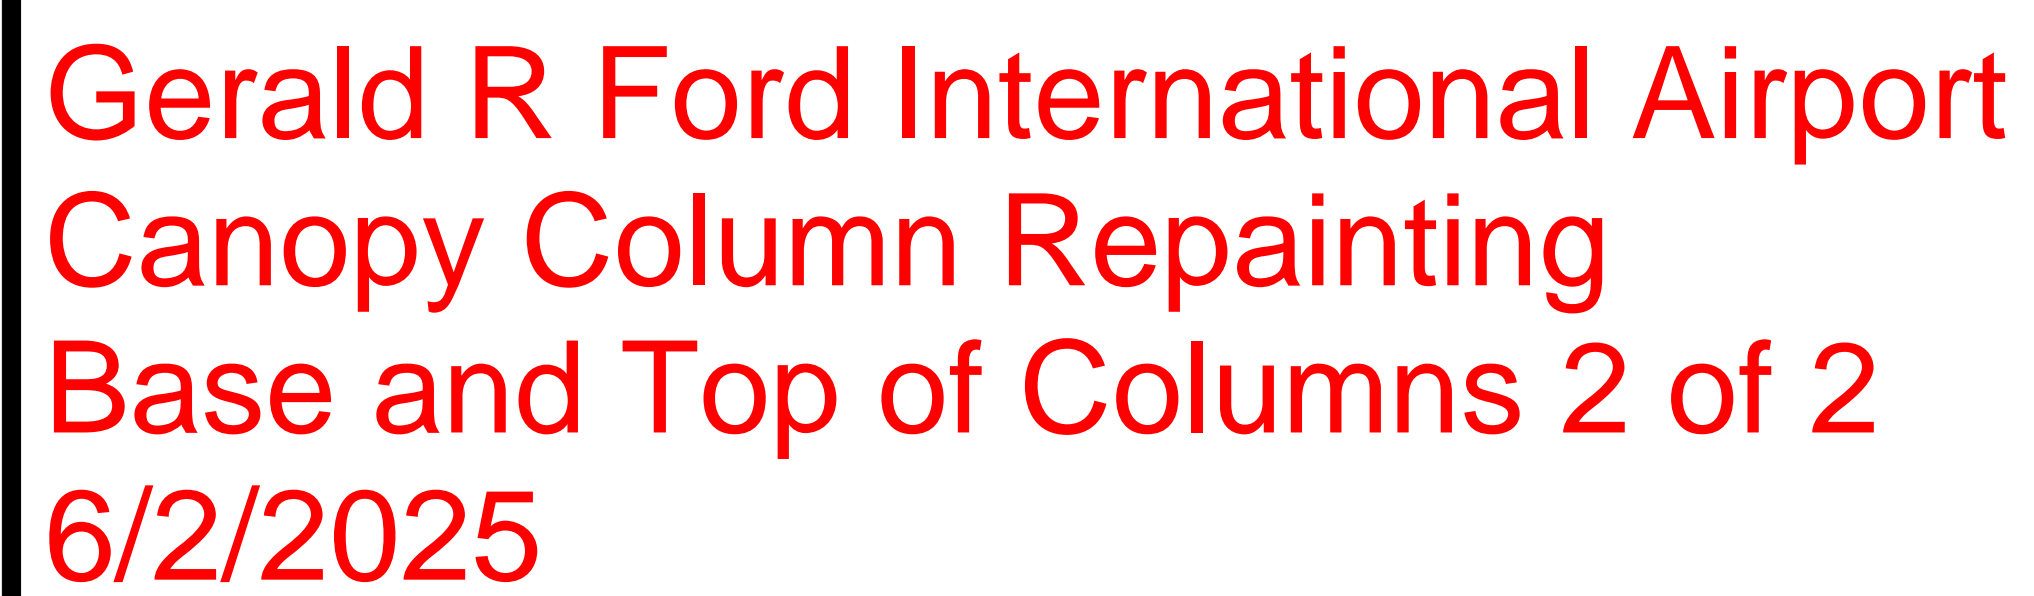 Gerald R Ford International Airport
Canopy Column Repainting
Base and Top of Columns 2 of 2
6/2/2025